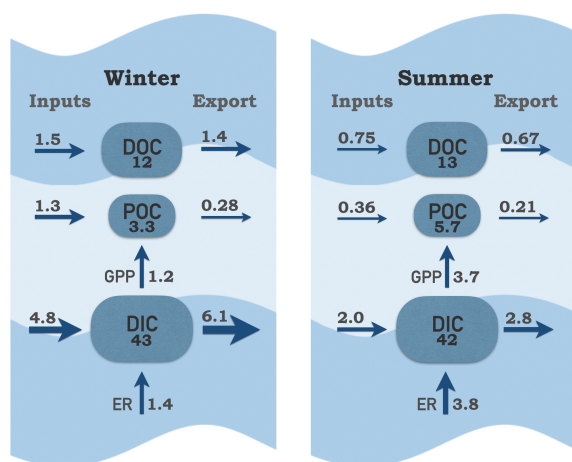 Winter
Inputs Export
1.5 DOC 12 1.4
1.3 POC 3.3 0.28
GPP 1.2
4.8 DIC 43 6.1
ER 1.4
Summer
Inputs Export
0.75 DOC 13 0.67
0.36 POC 5.7 0.21
GPP 3.7
2.0 DIC 42 2.8
ER 3.8